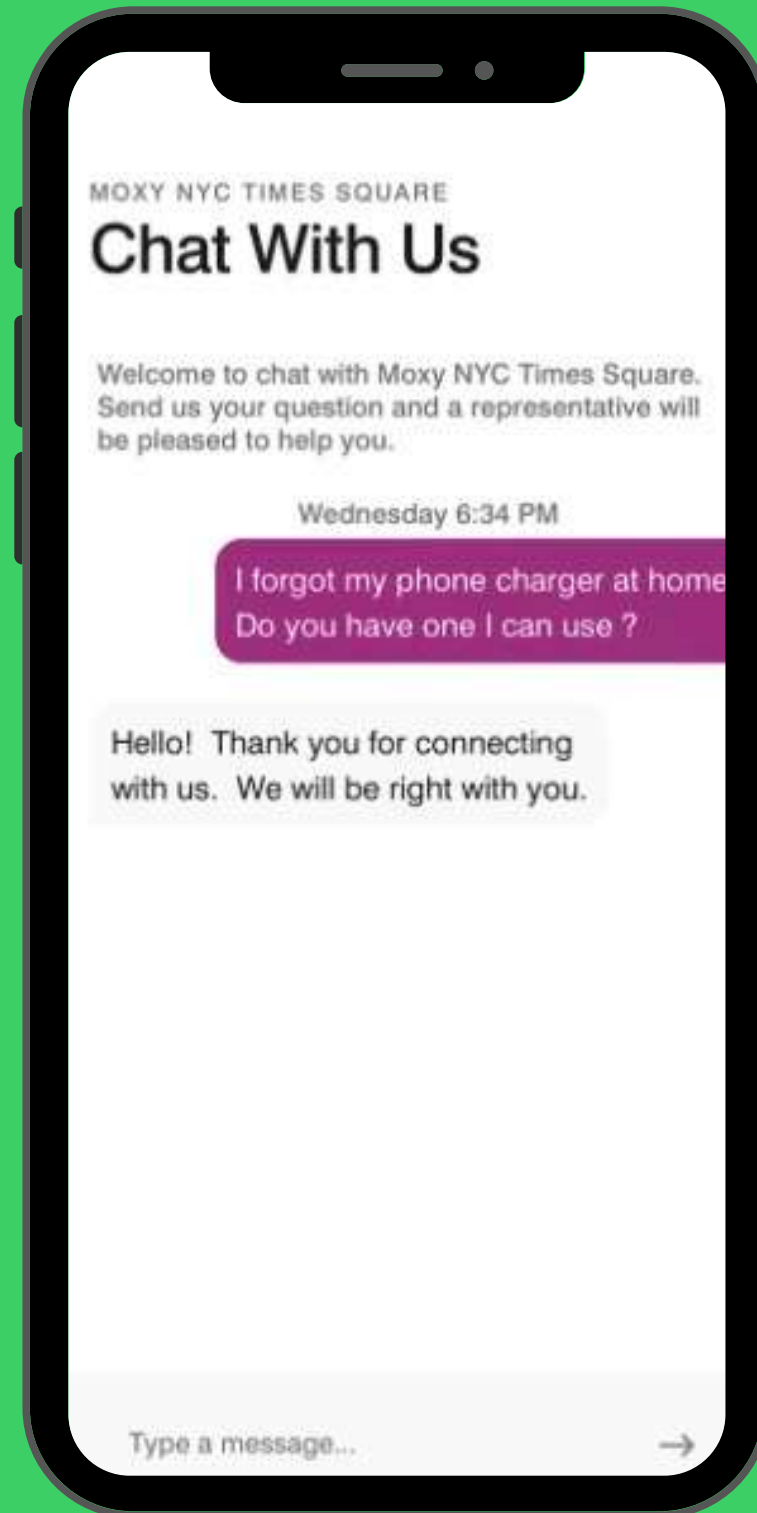 MOXY NYC TIMES SQUARE
Chat With Us
Welcome to chat with Moxy NYC Times Square.
Send us your question and a representative will
be pleased to help you.
Wednesday 6:34 PM
I forgot my phone charger at home
Do you have one I can use ?
Hello! Thank you for connecting
with us. We will be right with you.
Type a message...